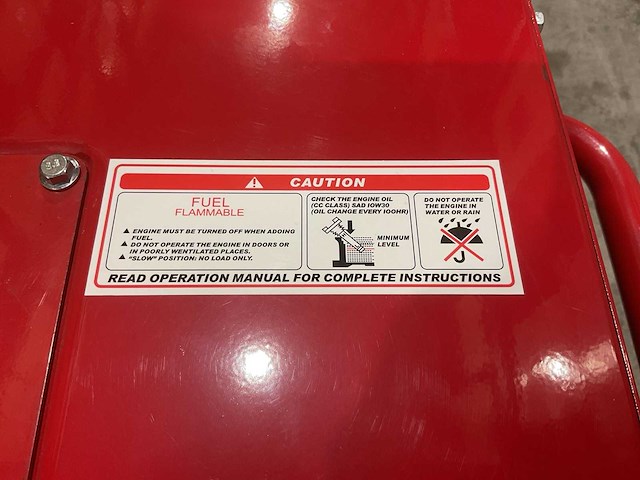 CAUTION
FUEL
FLAMMABLE
ENGINE MUST BE TURNED OFF WHEN ADDING
FUEL.
DO NOT OPERATE THE ENGINE IN DOORS OR
IN POORLY WENTILATED PLACES.
"SLOW" POSITION: NO LOAD ONLY.
CHECK THE ENGINE OIL
(CC CLASS) SAD IOW30
(OIL CHANGE EVERY IOOHR)
MINIMUM
LEVEL
DO NOT OPERATE
THE ENGINE IN
WATER OR RAIN
READ OPERATION MANUAL FOR COMPLETE INSTRUCTIONS